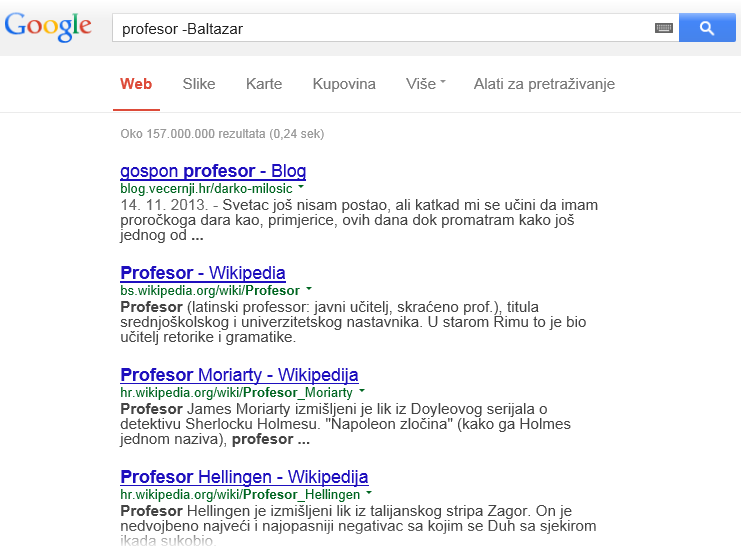 Google
profesor -Baltazar
Web Slike Karte Kupovina Više Alati za pretraživanje
Oko 157.000.000 rezultata (0,24 sek)
gospon profesor - Blog
blog.vecernji.hr/darko-milosic
14. 11. 2013. - Svetac još nisam postao, ali katkad mi se učini da imam
proročkoga dara kao, primjerice, ovih dana dok promatram kako još
jednog od ...
Profesor - Wikipedia
bs.wikipedia.org/wiki/Profesor
Profesor (latinski professor: javni učitelj, skraćeno prof.), titula
srednjoškolskog i univerzitetskog nastavnika. U starom Rimu to je bio
učitelj retorike i gramatike.
Profesor Moriarty - Wikipedija
hr.wikipedia.org/wiki/Profesor_Moriarty
Profesor James Moriarty izmišljeni je lik iz Doyleovog serijala o
detektivu Sherlocku Holmesu. "Napoleon zločina" (kako ga Holmes
jednom naziva), profesor ...
Profesor Hellingen - Wikipedija
hr.wikipedia.org/wiki/Profesor_Hellingen
Profesor Hellingen je izmišljeni lik iz talijanskog stripa Zagor. On je
nedvojbeno najveći i najopasniji negativac sa kojim se Duh sa sjekirom
ikada sukobio.